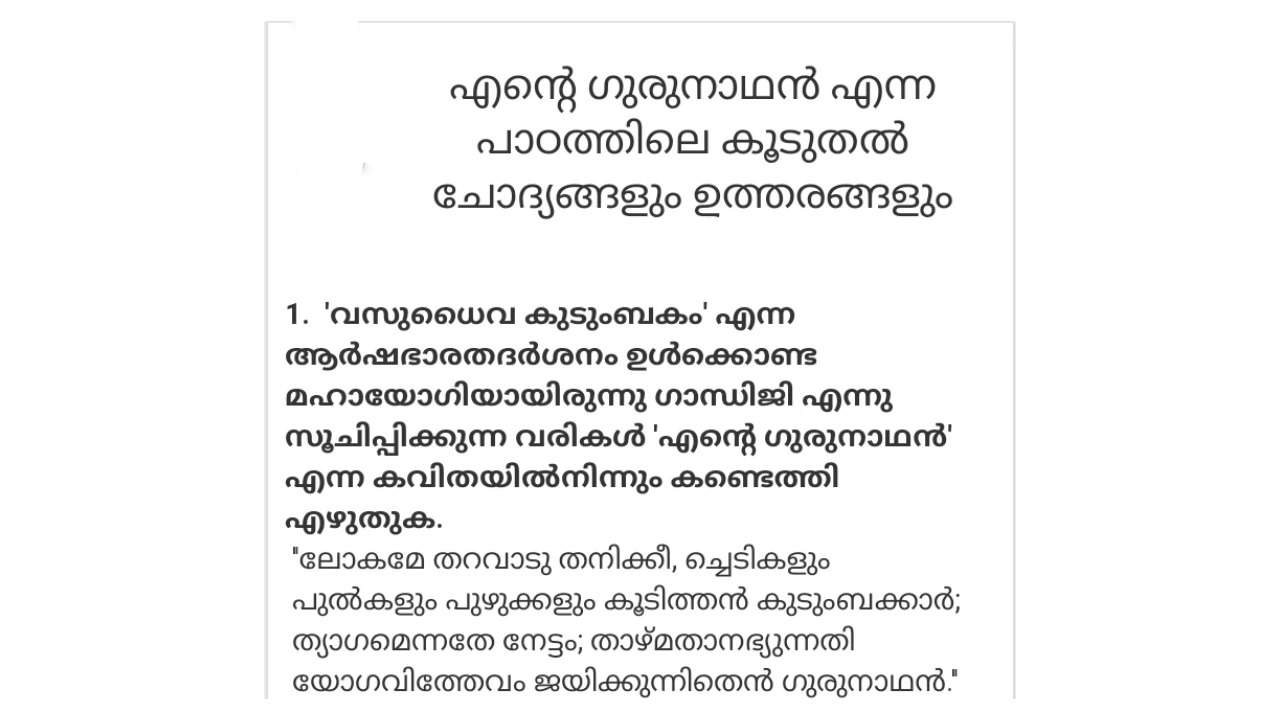 എന്റെ ഗുരുനാഥൻ എന്ന
പാഠത്തിലെ കൂടുതൽ
ചോദ്യങ്ങളും ഉത്തരങ്ങളും
1. 'വസുധൈവ കുടുംബകം' എന്ന
ആർഷഭാരതദർശനം ഉൾക്കൊണ്ട
മഹായോഗിയായിരുന്നു ഗാന്ധിജി എന്നു
സൂചിപ്പിക്കുന്ന വരികൾ 'എന്റെ ഗുരുനാഥൻ'
എന്ന കവിതയിൽനിന്നും കണ്ടെത്തി
എഴുതുക.
"ലോകമേ തറവാടു തനിക്കീ, ച്ചെടികളും
പുൽകളും പുഴുക്കളും കൂടിത്തൻ കുടുംബക്കാർ;
ത്യാഗമെന്നതേ നേട്ടം; താഴ്മതാനഭ്യുന്നതി
യോഗവിത്തേവം ജയിക്കുന്നിതെൻ ഗുരുനാഥൻ."